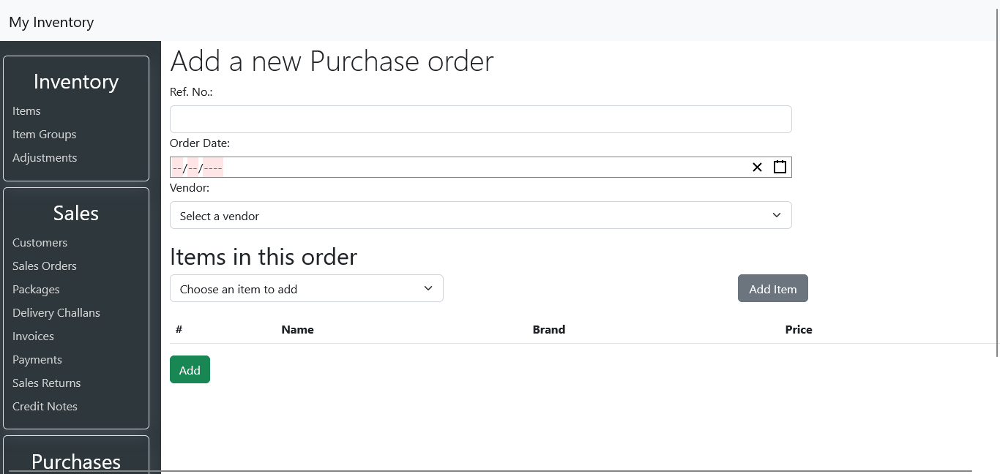 My Inventory
Inventory
Items
Item Groups
Adjustments
Sales
Customers
Sales Orders
Packages
Delivery Challans
Invoices
Payments
Sales Returns
Credit Notes
Purchases
Add a new Purchase order
Ref. No.:
Order Date:
--/--/----
Vendor:
Select a vendor
Items in this order
Choose an item to add
Add Item
# Name Brand Price
Add